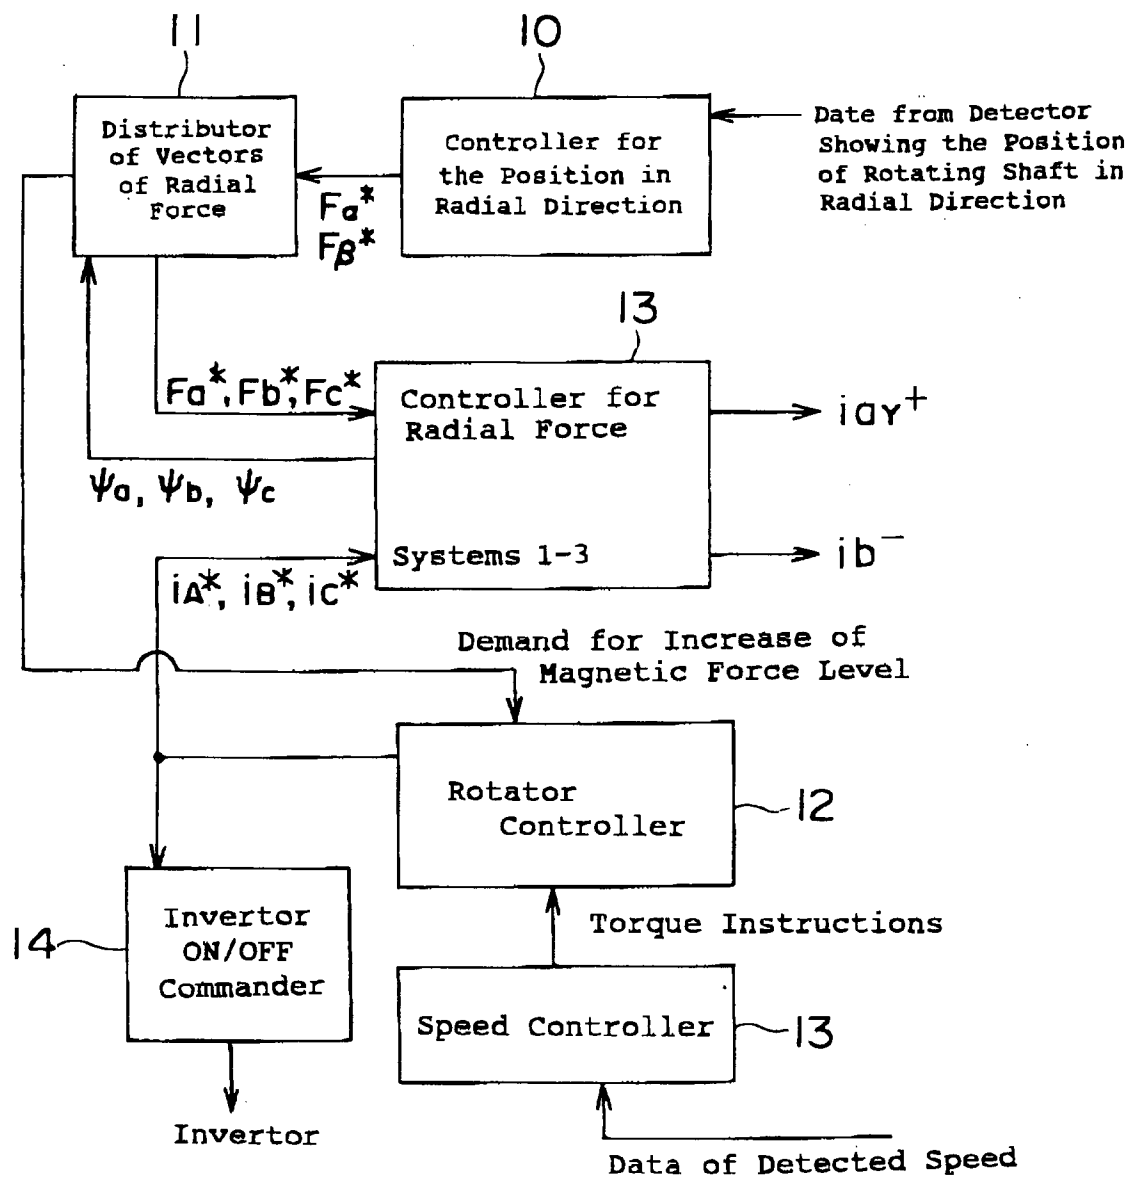 11
10
Distributor
of Vectors
of Radial
Force
Controller for
the Position in
Radial Direction
Date from Detector
Showing the Position
of Rotating Shaft in
Radial Direction
Fα*
Fβ*
13
Fa*, Fb*, Fc*
Controller for
Radial Force
Systems 1-3
iaγ+
ib−
ψa, ψb, ψc
iA*, iB*, iC*
Demand for Increase of
Magnetic Force Level
Rotator
Controller
12
Invertor
ON/OFF
Commander
14
Torque Instructions
Speed Controller
13
Invertor
Data of Detected Speed